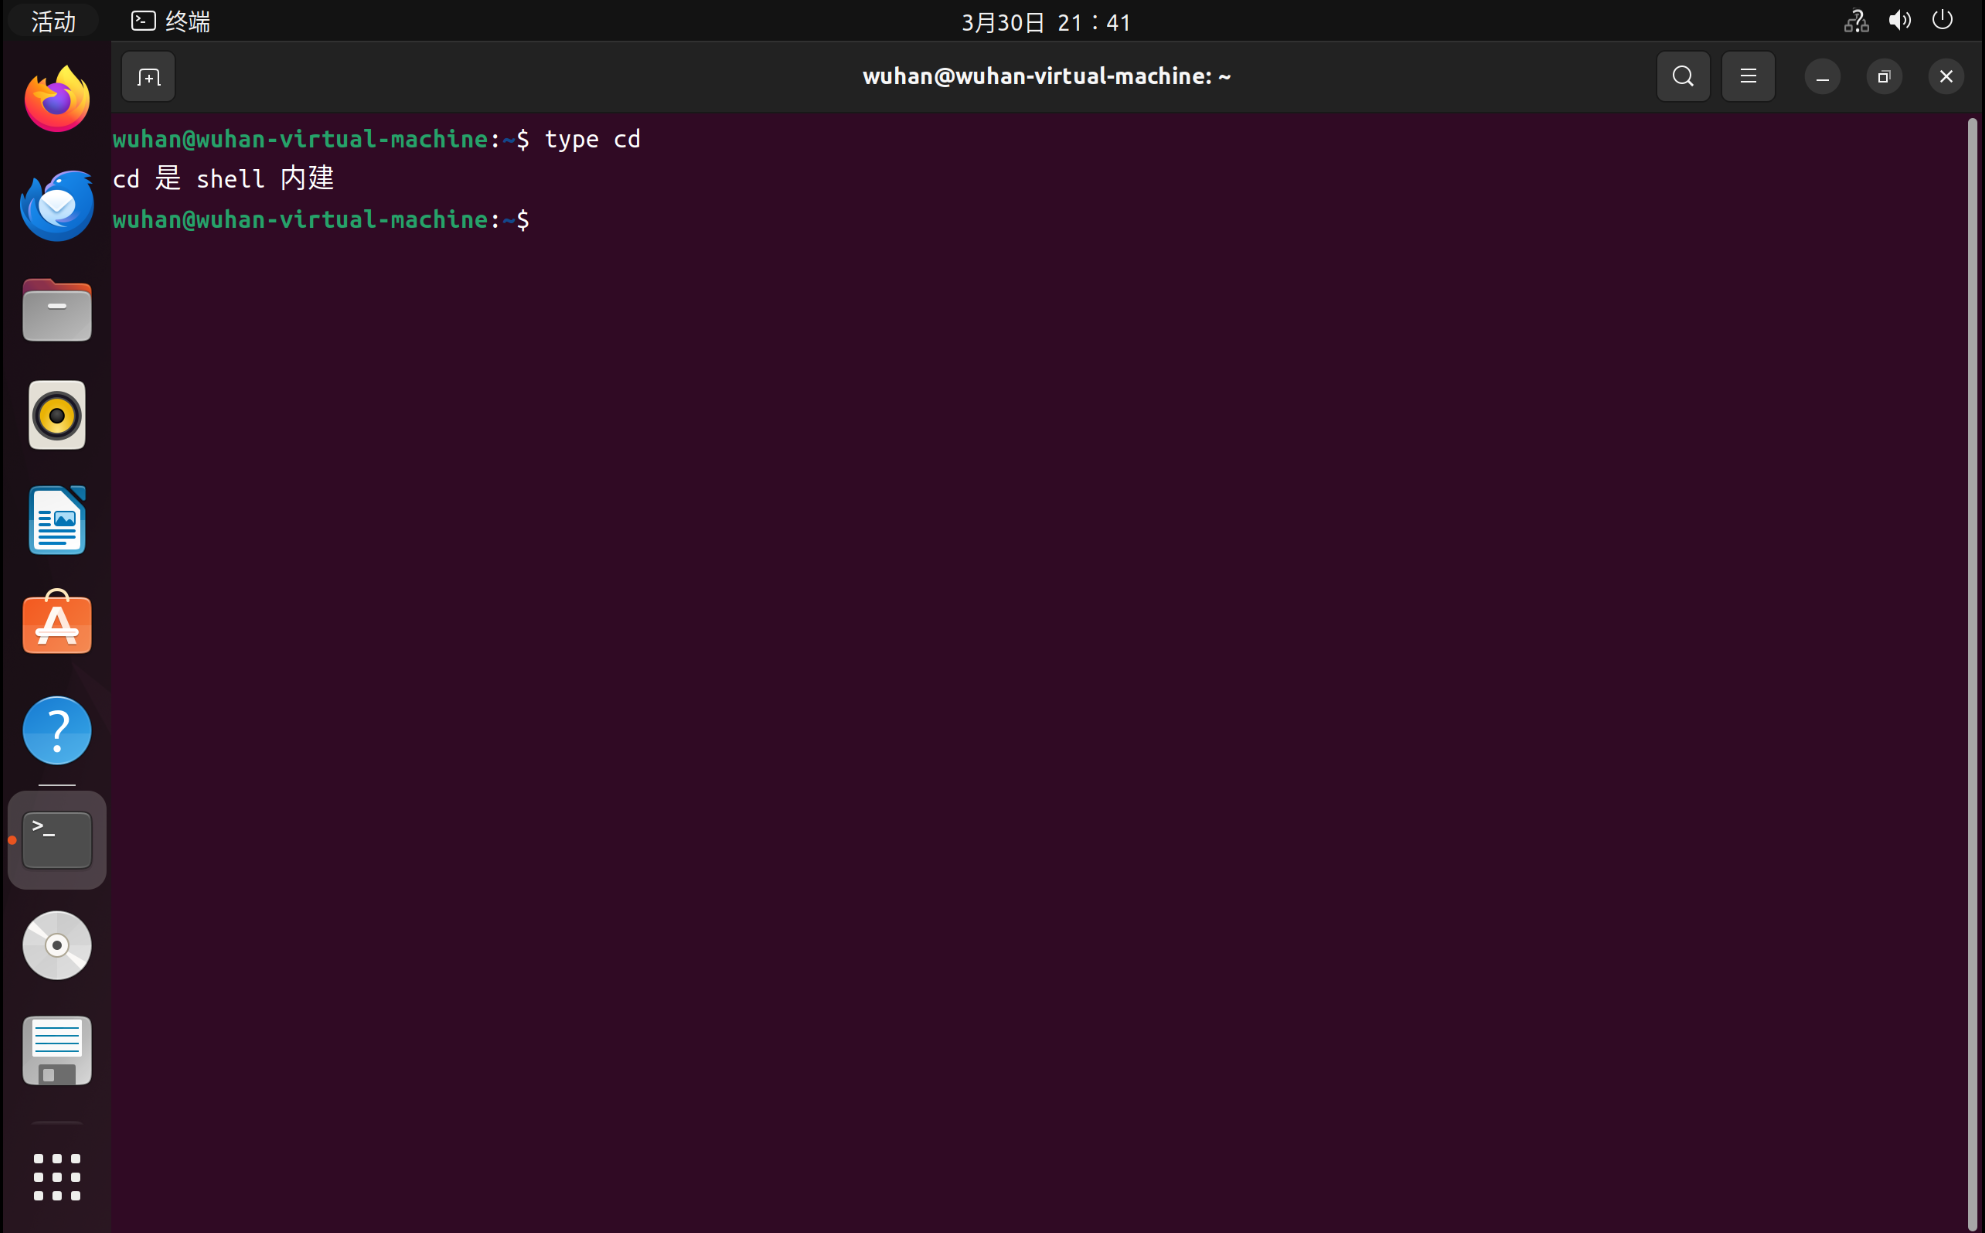 活动
终端
3月30日 21：41
wuhan@wuhan-virtual-machine: ~
wuhan@wuhan-virtual-machine:~$ type cd
cd 是 shell 内建
wuhan@wuhan-virtual-machine:~$